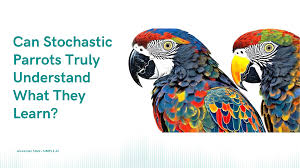 Can Stochastic
Parrots Truly
Understand
What They
Learn?